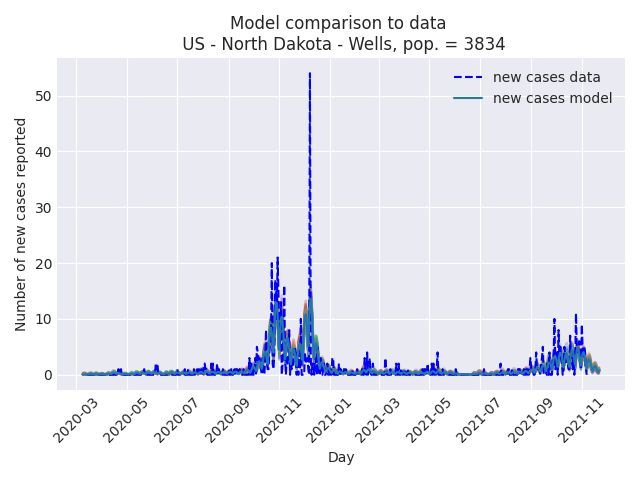 Model comparison to data
US - North Dakota - Wells, pop. = 3834
new cases data
new cases model
Number of new cases reported
50
40
30
20
10
0
2020-03
2020-05
2020-07
2020-09
2020-11
2021-01
2021-03
2021-05
2021-07
2021-09
2021-11
Day